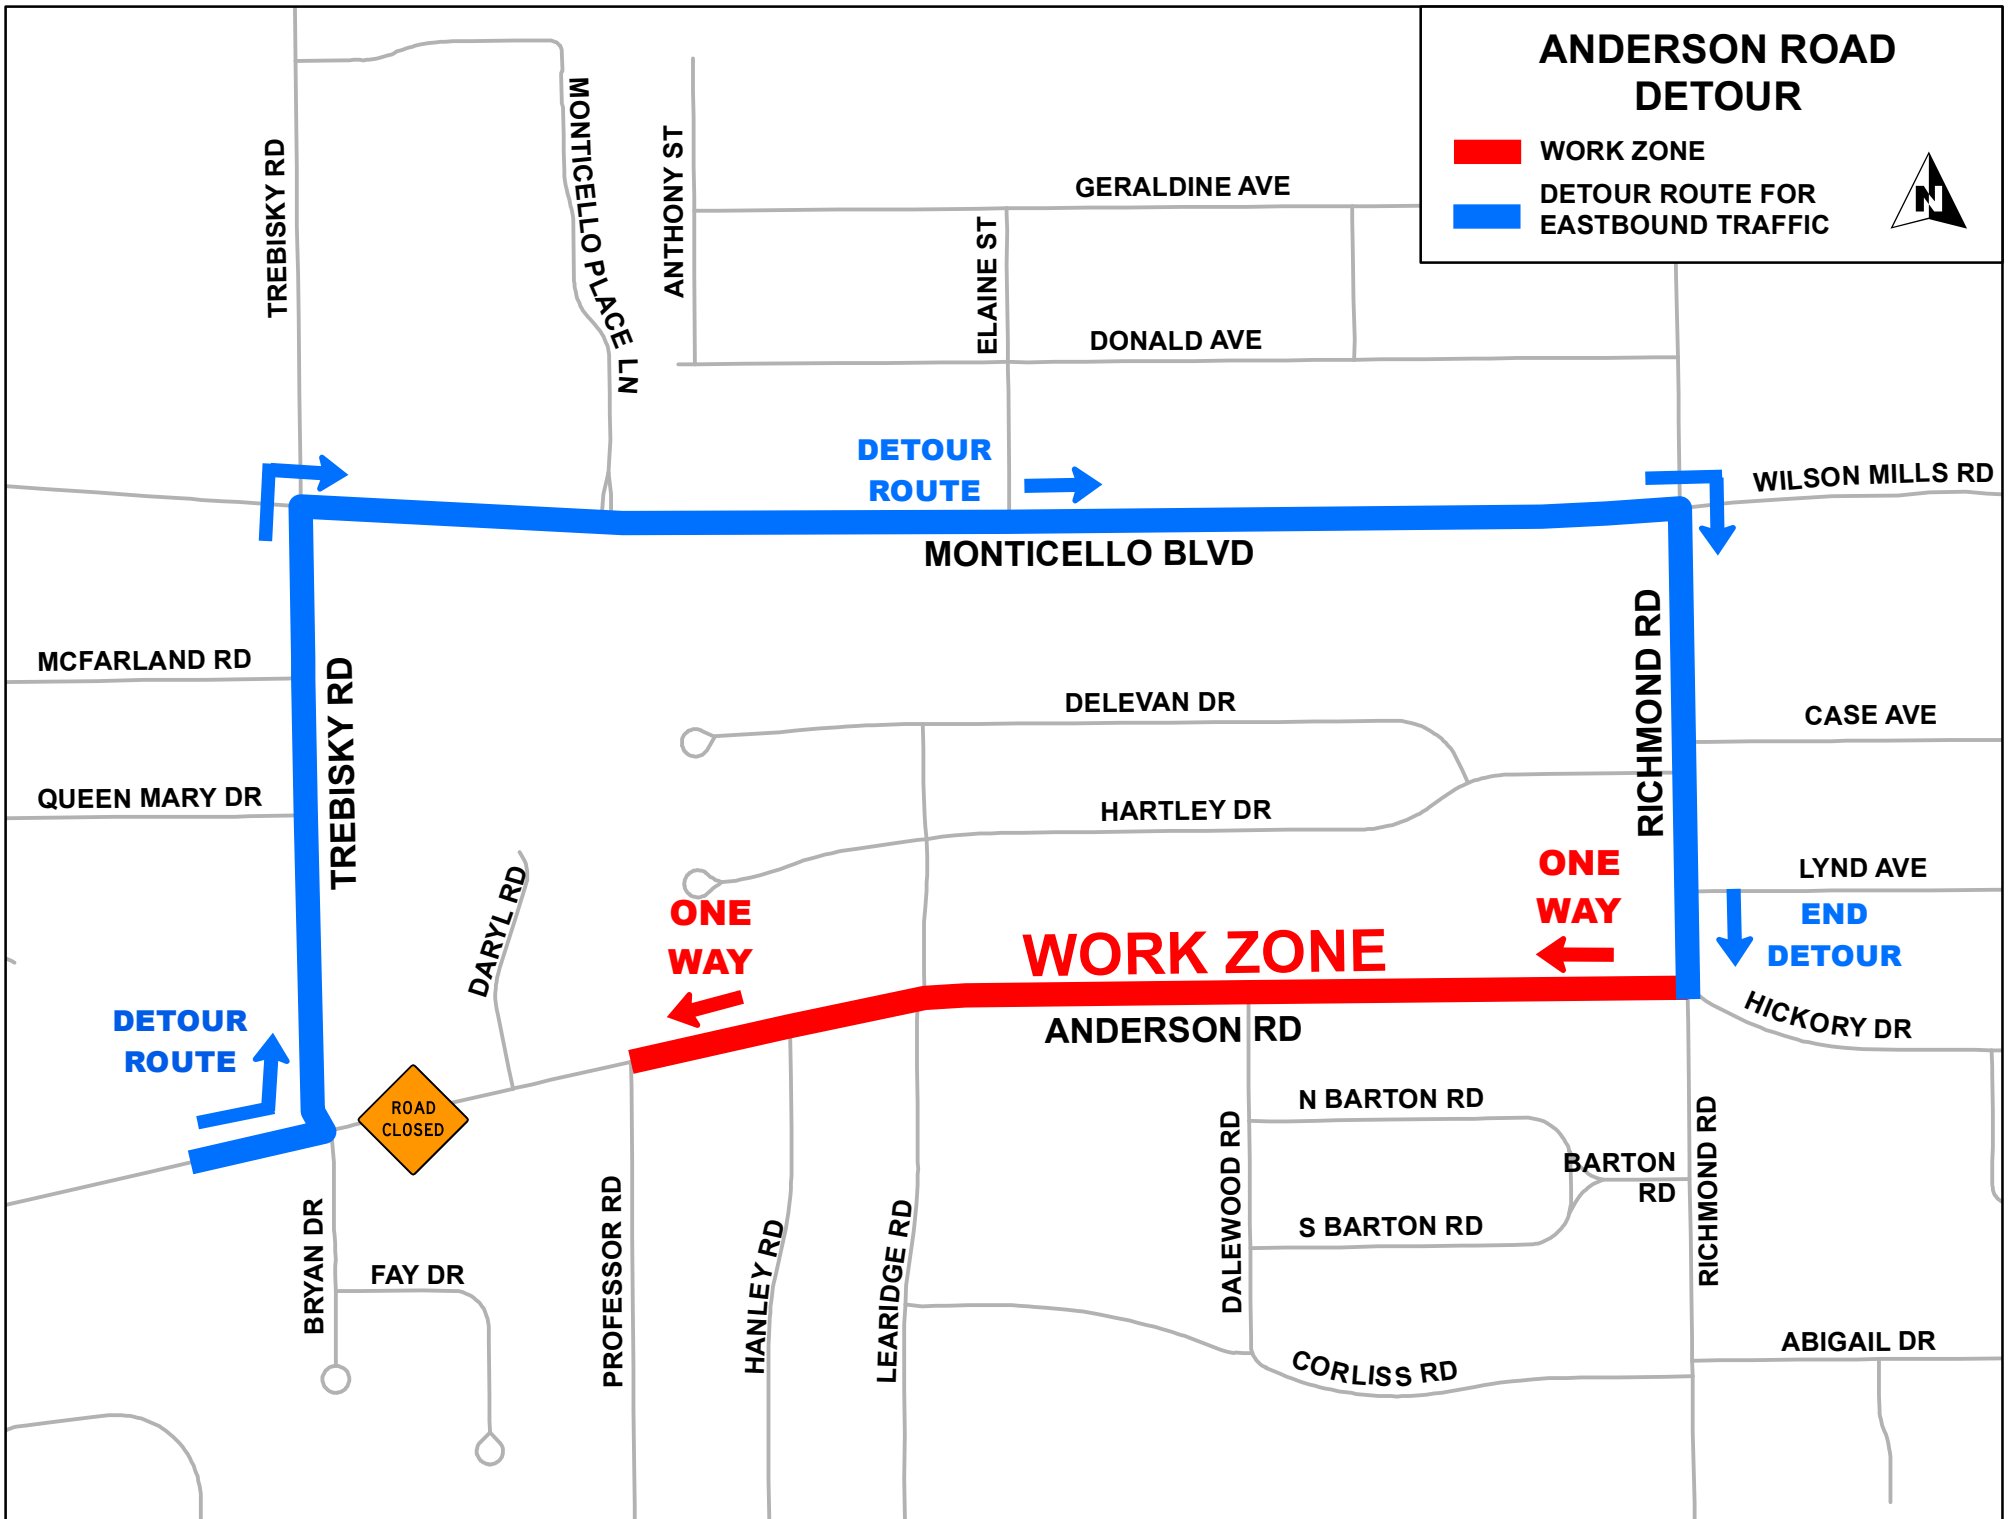 ANDERSON ROAD
DETOUR
WORK ZONE
DETOUR ROUTE FOR
EASTBOUND TRAFFIC
N
TREBISKY RD
MONTICELLO PLACE LN
ANTHONY ST
GERALDINE AVE
ELAINE ST
DONALD AVE
DETOUR
ROUTE
WILSON MILLS RD
MONTICELLO BLVD
MCFARLAND RD
TREBISKY RD
RICHMOND RD
DELEVAN DR
CASE AVE
QUEEN MARY DR
HARTLEY DR
DARYL RD
ONE
WAY
ONE
WAY
LYND AVE
END
DETOUR
WORK ZONE
ANDERSON RD
HICKORY DR
DETOUR
ROUTE
ROAD
CLOSED
N BARTON RD
BARTON
RD
S BARTON RD
DALEWOOD RD
RICHMOND RD
BRYAN DR
FAY DR
PROFESSOR RD
HANLEY RD
LEARIDGE RD
CORLISS RD
ABIGAIL DR